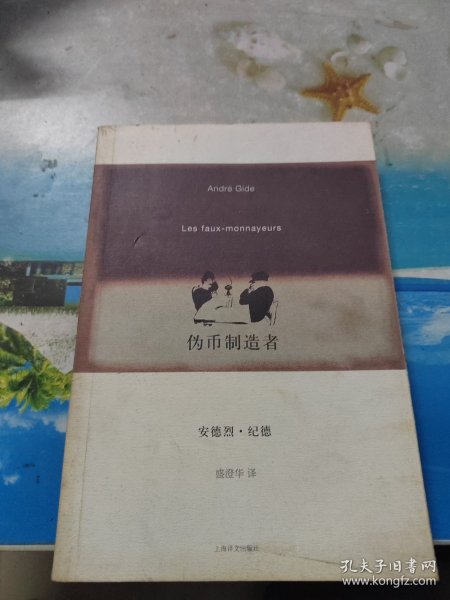 André Gide
Les faux-monnayeurs
伪币制造者
安德烈·纪德
盛澄华 译
上海译文出版社
孔夫子旧书网
www.kongfz.com